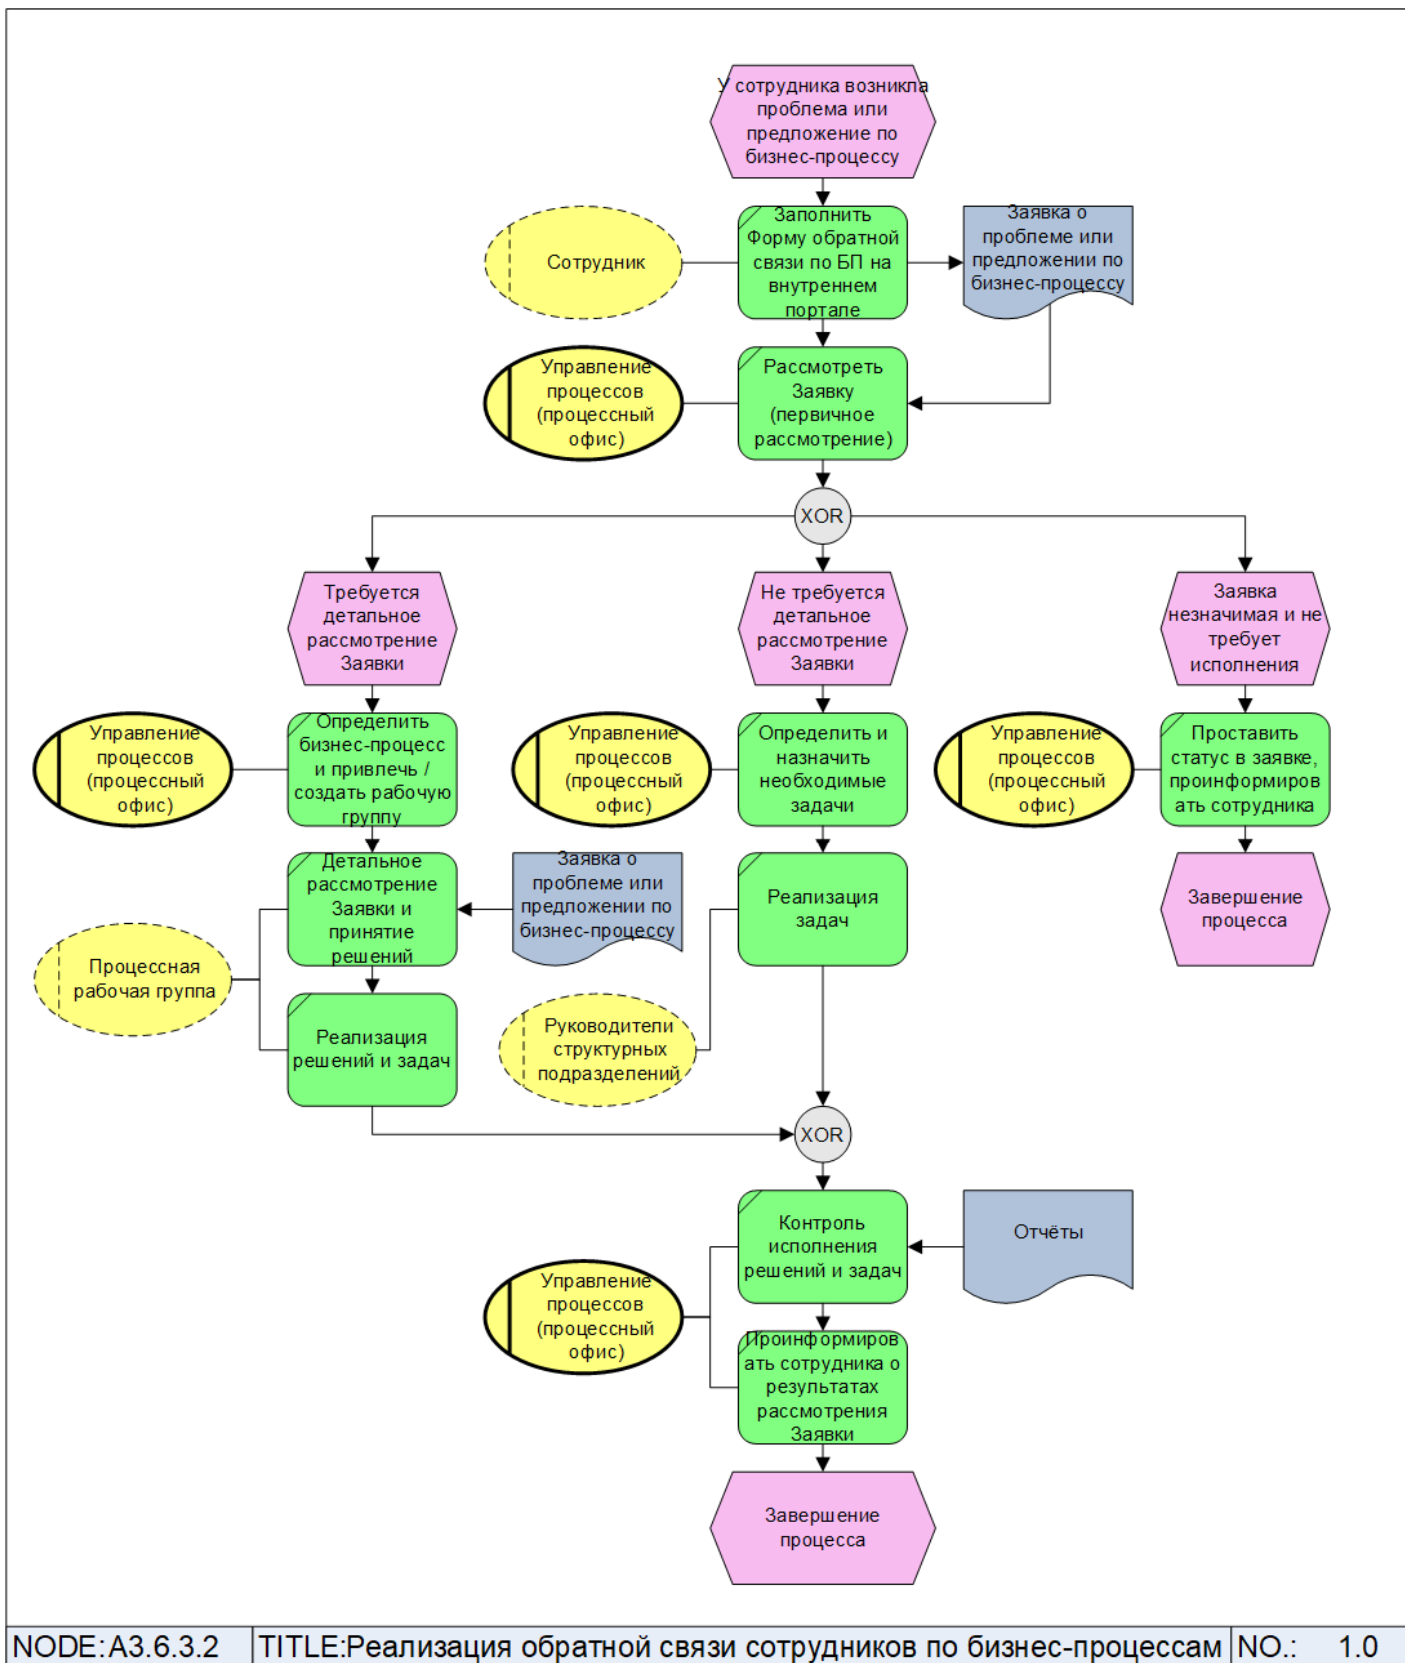 У сотрудника возникла
проблема или
предложение по
бизнес-процессу
Сотрудник
Заполнить
Форму обратной
связи по БП на
внутреннем
портале
Заявка о
проблеме или
предложении по
бизнес-процессу
Управление
процессов
(процессный
офис)
Рассмотреть
Заявку
(первичное
рассмотрение)
XOR
Требуется
детальное
рассмотрение
Заявки
Не требуется
детальное
рассмотрение
Заявки
Заявка
незначимая и не
требует
исполнения
Управление
процессов
(процессный
офис)
Определить
бизнес-процесс
и привлечь /
создать рабочую
группу
Управление
процессов
(процессный
офис)
Определить и
назначить
необходимые
задачи
Управление
процессов
(процессный
офис)
Проставить
статус в заявке,
проинформиров
ать сотрудника
Детальное
рассмотрение
Заявки и
принятие
решений
Заявка о
проблеме или
предложении по
бизнес-процессу
Реализация
задач
Завершение
процесса
Процессная
рабочая группа
Реализация
решений и задач
Руководители
структурных
подразделений
XOR
Контроль
исполнения
решений и задач
Отчёты
Управление
процессов
(процессный
офис)
Проинформиров
ать сотрудника о
результатах
рассмотрения
Заявки
Завершение
процесса
NODE: A3.6.3.2 TITLE:Реализация обратной связи сотрудников по бизнес-процессам NO.: 1.0